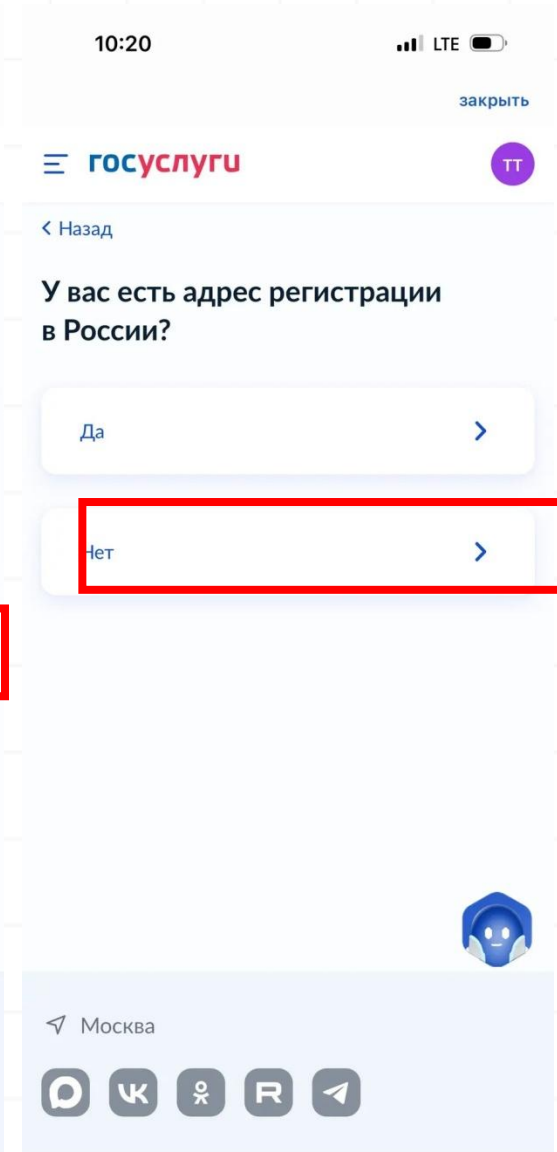 10:20
LTE
закрыть
госуслуги
ТТ
Назад
У вас есть адрес регистрации
в России?
Да
Нет
Москва